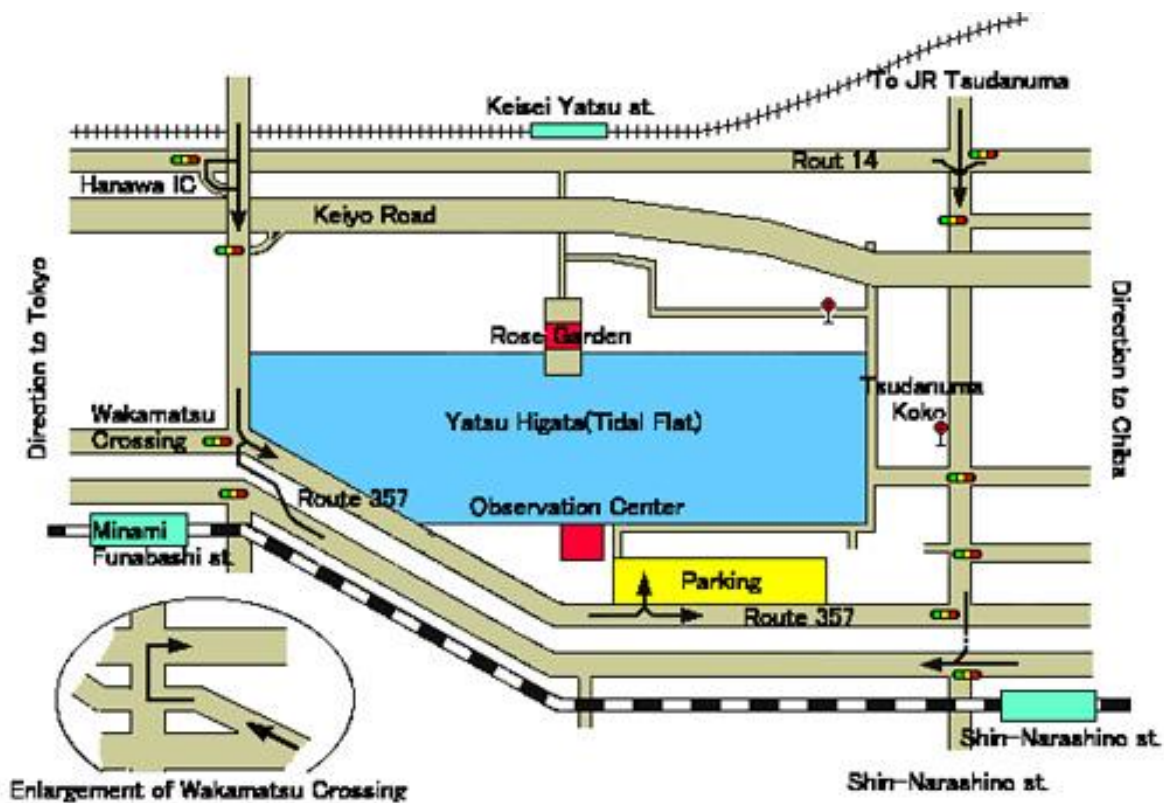 To JR Tsudanuma
Keisei Yatsu st.
Rout 14
Hanawa IC
Keiyo Road
Direction to Tokyo
Direction to Chiba
Rose Garden
Tsudanuma
Koko
Wakamatsu
Crossing
Yatsu Higata(Tidal Flat)
Route 357
Observation Center
Minami
Funabashi st.
Parking
Route 357
Shin-Narashino st.
Shin-Narashino st.
Enlargement of Wakamatsu Crossing